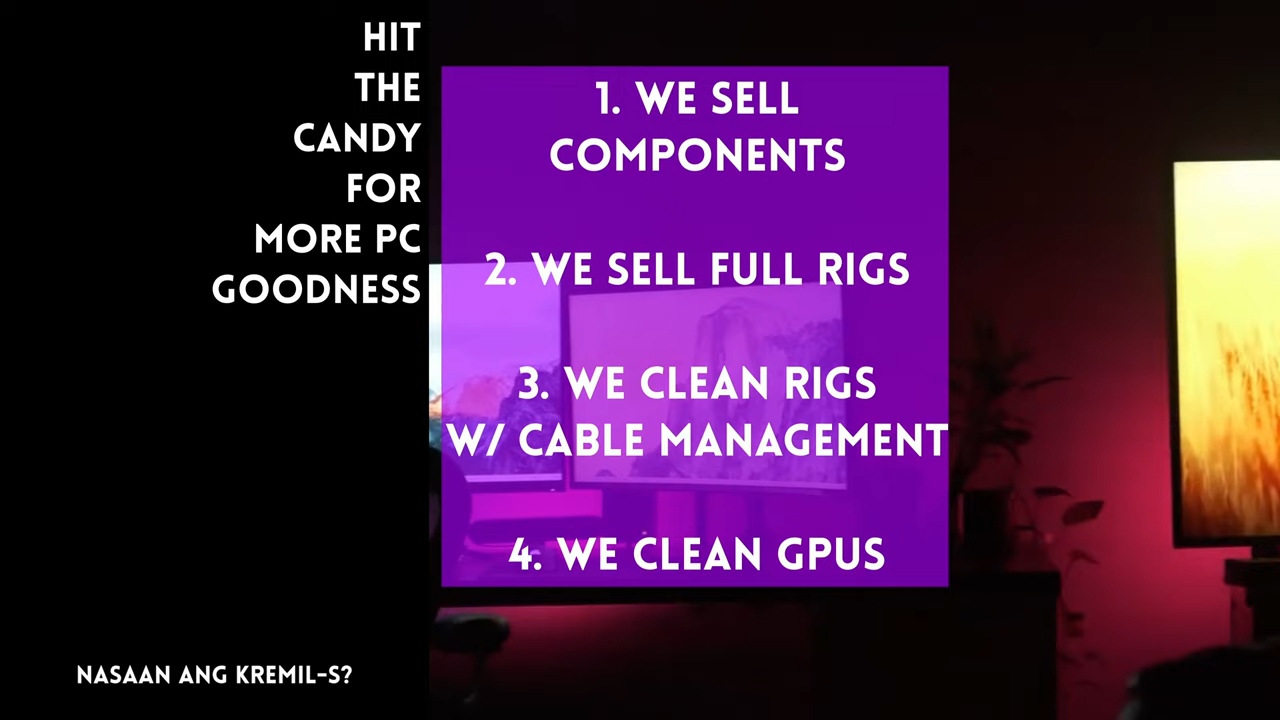 HIT
THE
CANDY
FOR
MORE PC
GOODNESS
1. WE SELL
COMPONENTS
2. WE SELL FULL RIGS
3. WE CLEAN RIGS
W/ CABLE MANAGEMENT
4. WE CLEAN GPUS
NASAAN ANG KREMIL-S?